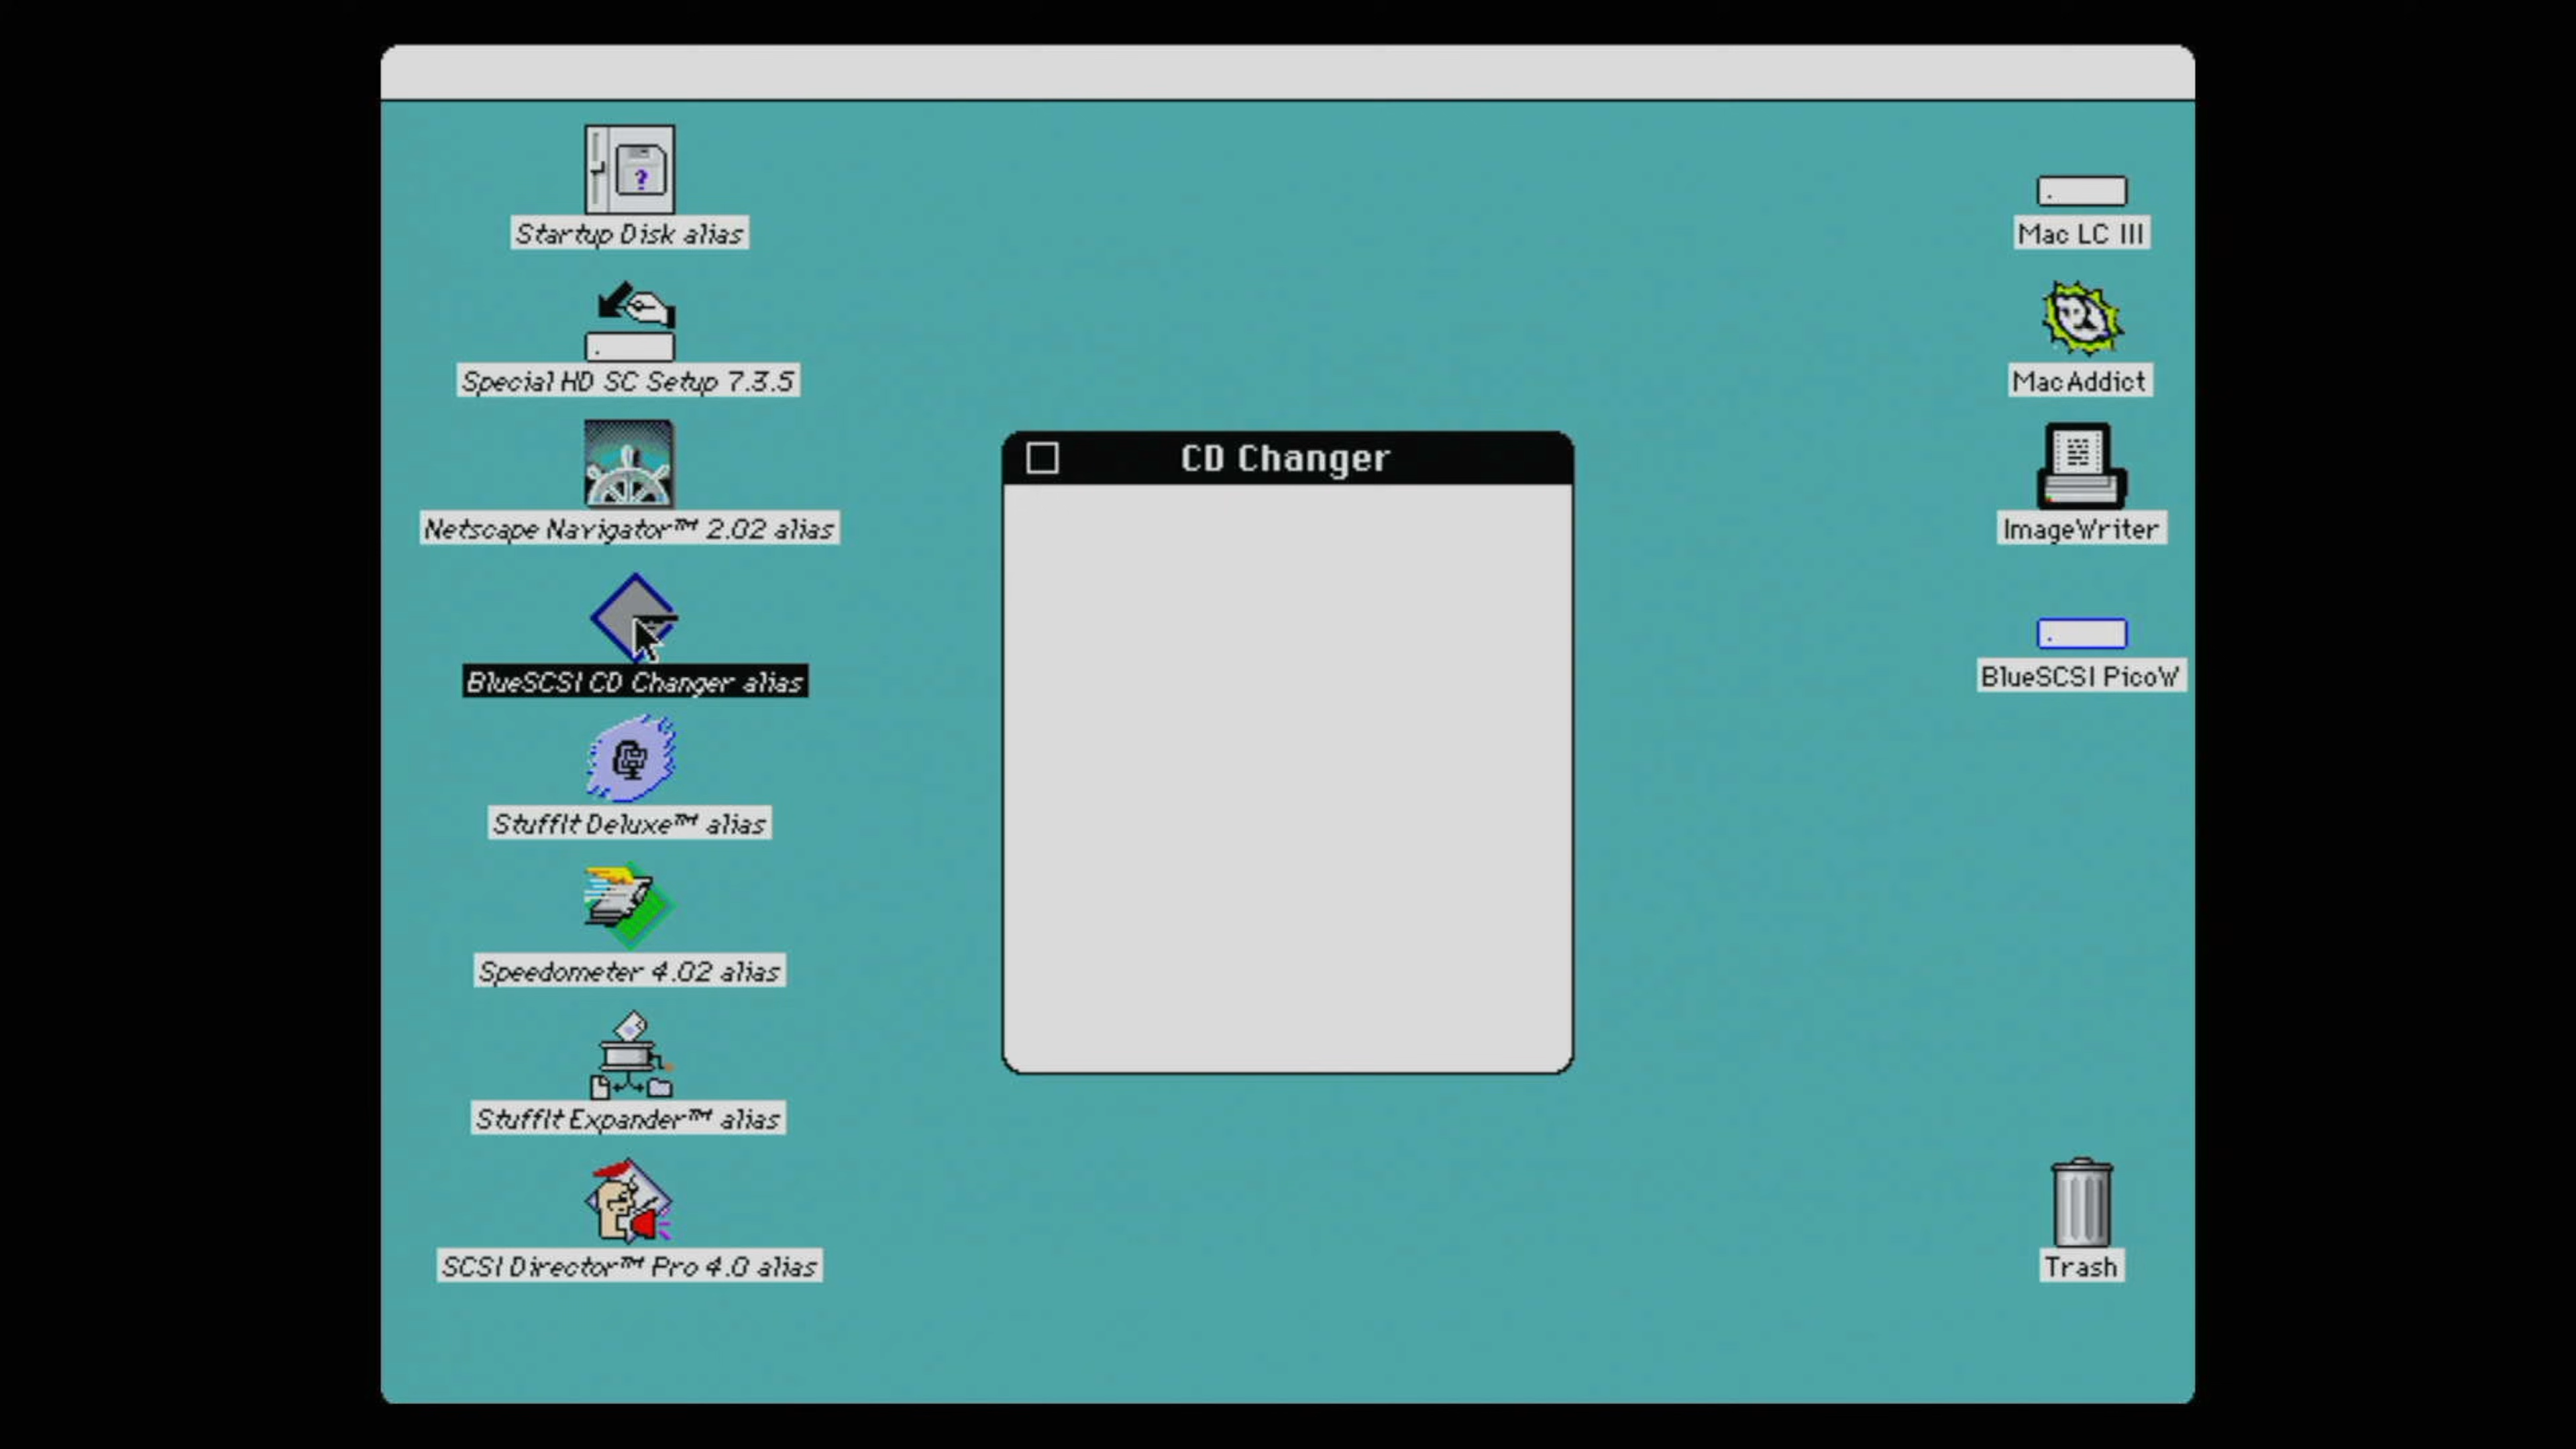 Startup Disk alias
Special HD SC Setup 7.3.5
Netscape Navigator™ 2.02 alias
BlueSCSI CD Changer alias
StuffIt Deluxe™ alias
Speedometer 4.02 alias
StuffIt Expander™ alias
SCSI Director™ Pro 4.0 alias
CD Changer
Mac LC III
MacAddict
ImageWriter
BlueSCSI PicoW
Trash